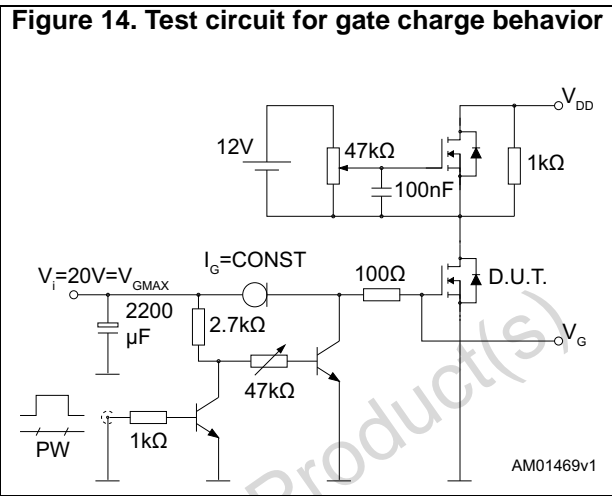 Figure 14. Test circuit for gate charge behavior
V_DD
12V
47kΩ
1kΩ
100nF
I_G=CONST
100Ω
D.U.T.
V_i=20V=V_GMAX
2200
μF
2.7kΩ
V_G
47kΩ
1kΩ
PW
Product(s)
AM01469v1